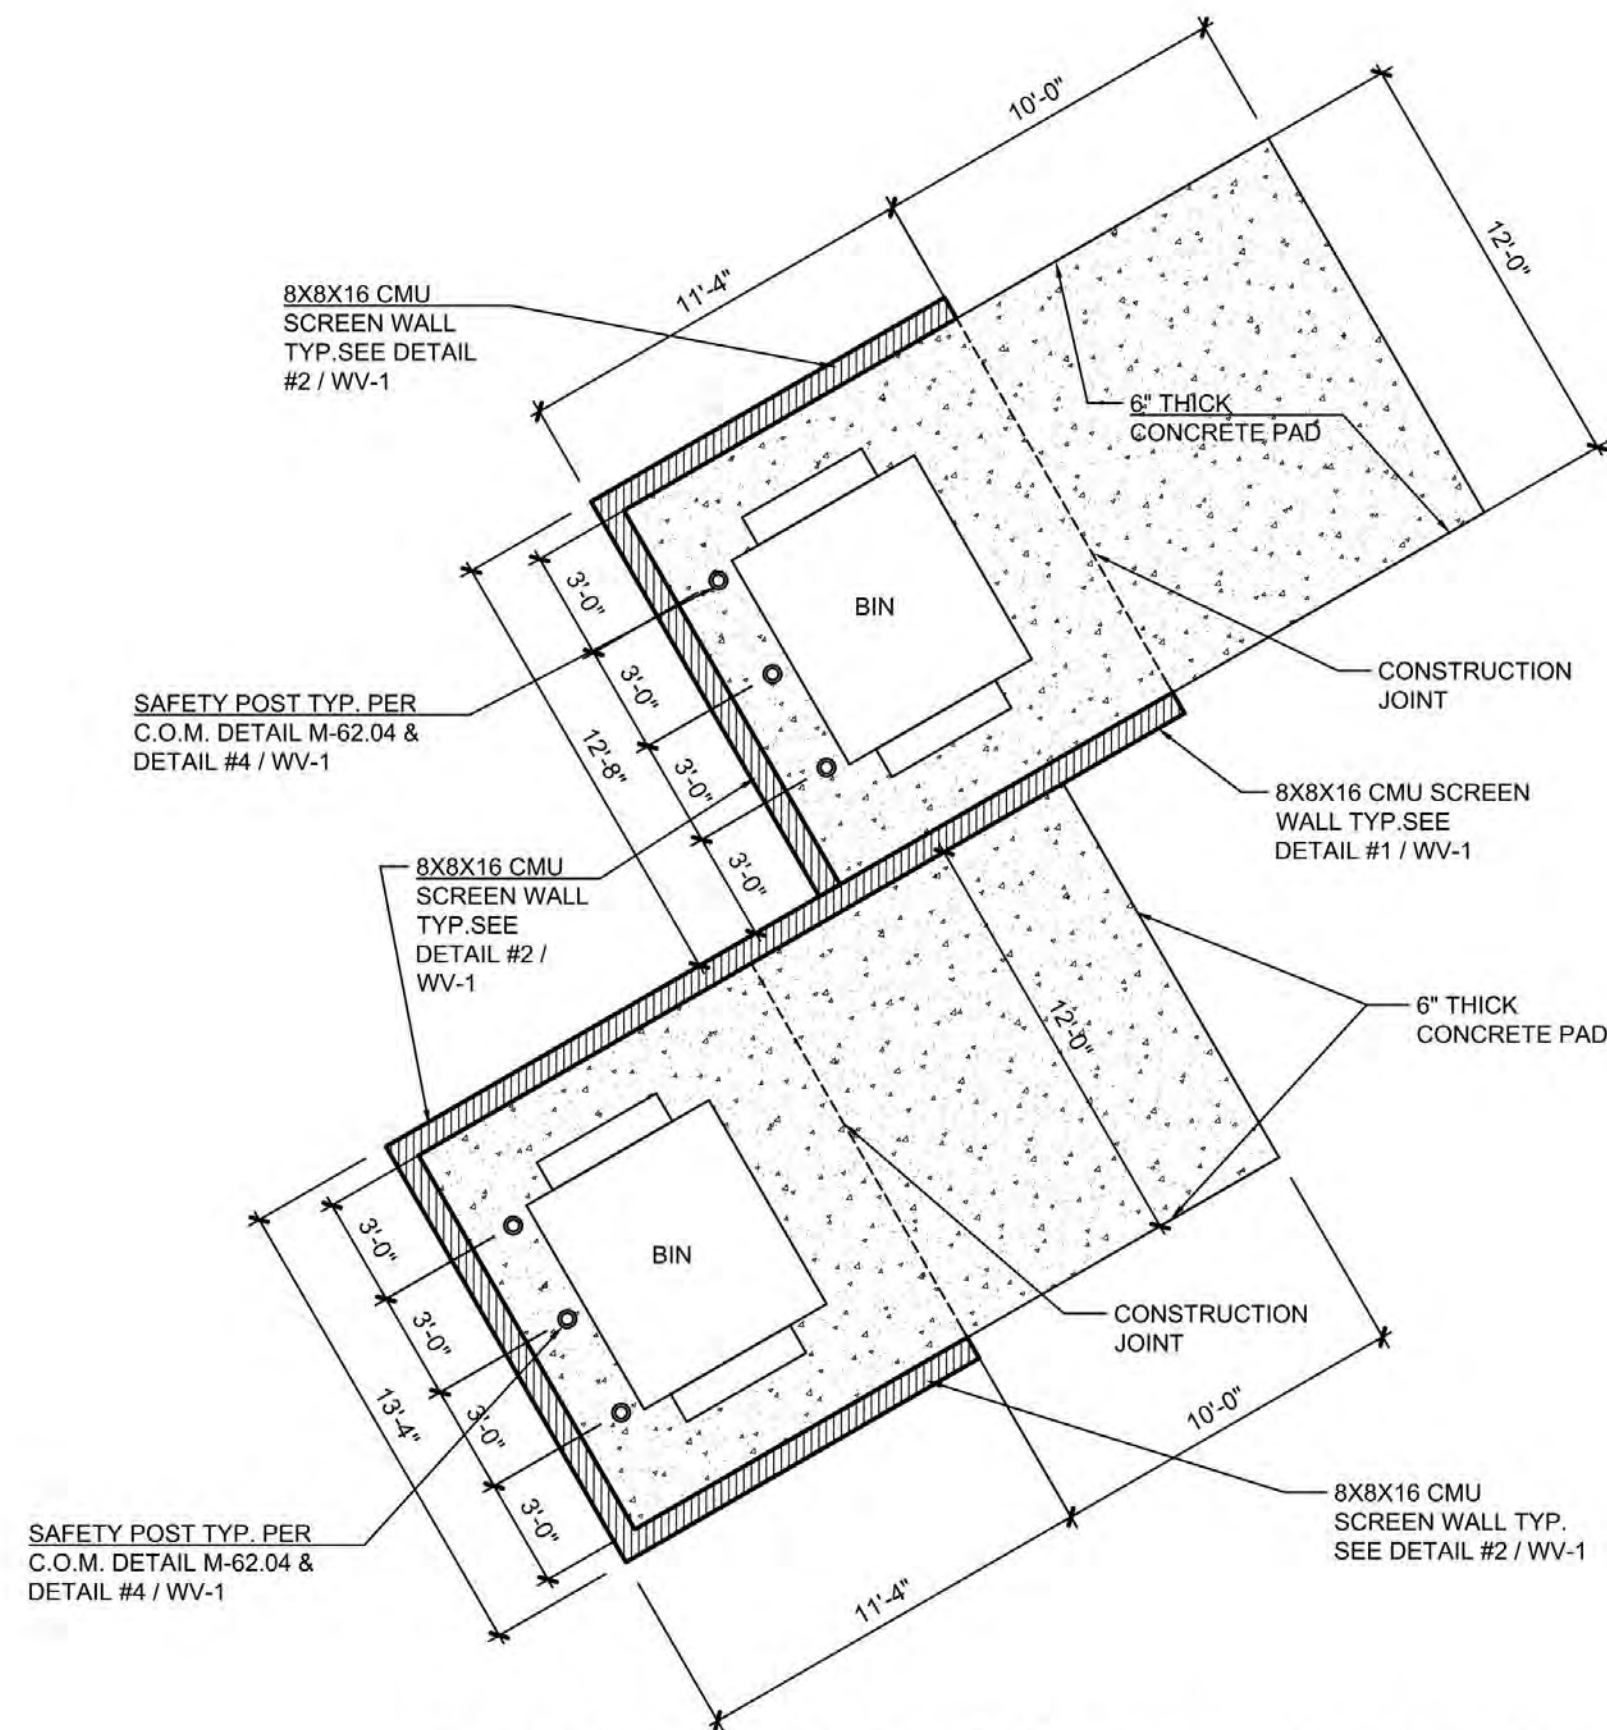 10'-0"
12'-0"
11'-4"
8X8X16 CMU
SCREEN WALL
TYP.SEE DETAIL
#2 / WV-1
6" THICK
CONCRETE PAD
3'-0"
BIN
3'-0"
CONSTRUCTION
JOINT
SAFETY POST TYP. PER
C.O.M. DETAIL M-62.04 &
DETAIL #4 / WV-1
12'-8"
3'-0"
8X8X16 CMU SCREEN
WALL TYP.SEE
DETAIL #1 / WV-1
3'-0"
8X8X16 CMU
SCREEN WALL
TYP.SEE
DETAIL #2 /
WV-1
12'-0"
6" THICK
CONCRETE PAD
3'-0"
BIN
3'-0"
CONSTRUCTION
JOINT
13'-4"
3'-0"
10'-0"
3'-0"
8X8X16 CMU
SCREEN WALL TYP.
SEE DETAIL #2 / WV-1
SAFETY POST TYP. PER
C.O.M. DETAIL M-62.04 &
DETAIL #4 / WV-1
11'-4"